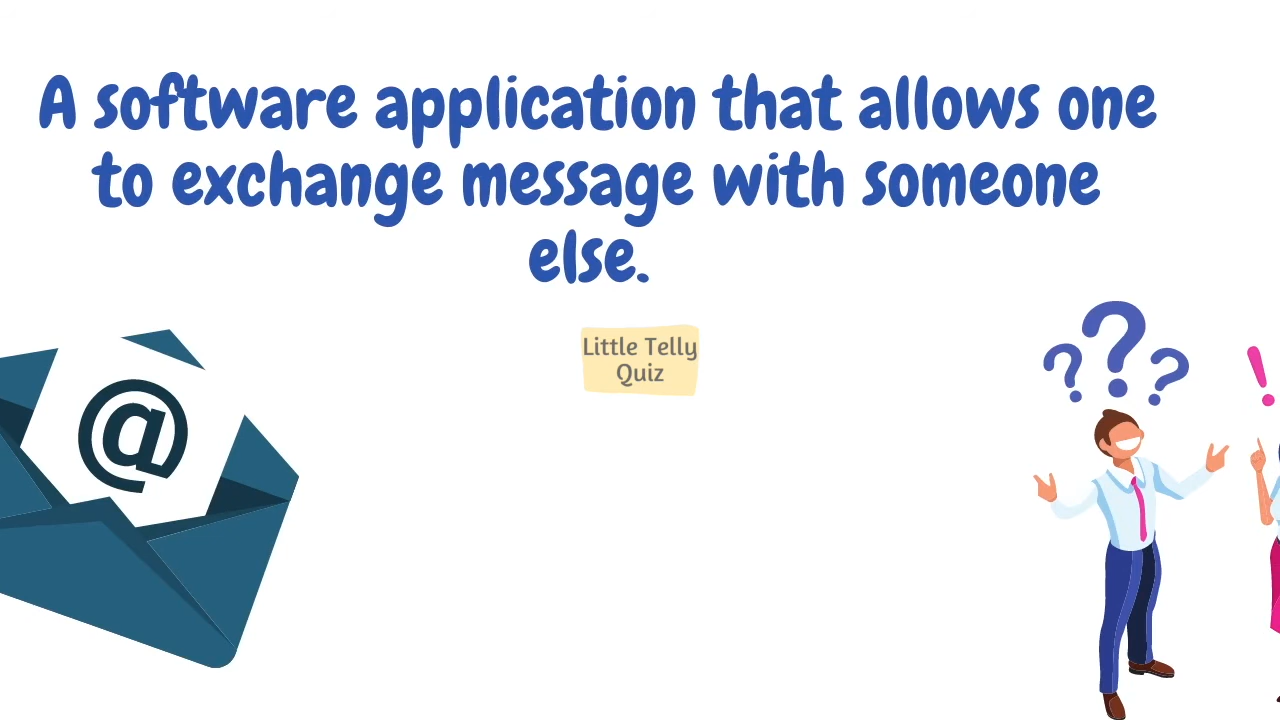 A software application that allows one
to exchange message with someone
else.
Little Telly
Quiz
@
? ? ?
!